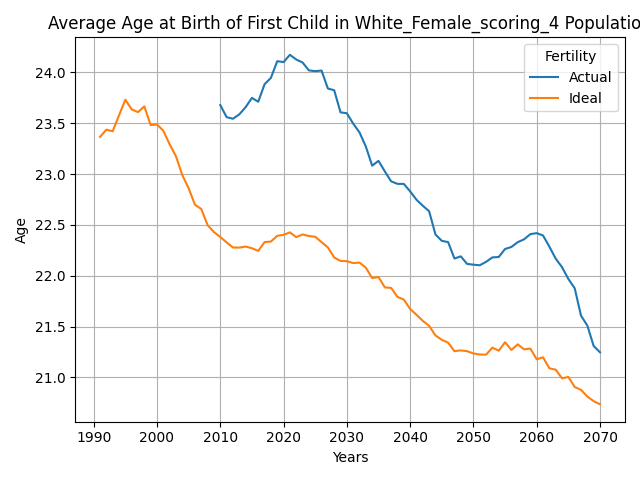 Average Age at Birth of First Child in White_Female_scoring_4 Populatio
Fertility
Actual
Ideal
24.0
23.5
23.0
22.5
22.0
21.5
21.0
Age
1990 2000 2010 2020 2030 2040 2050 2060 2070
Years